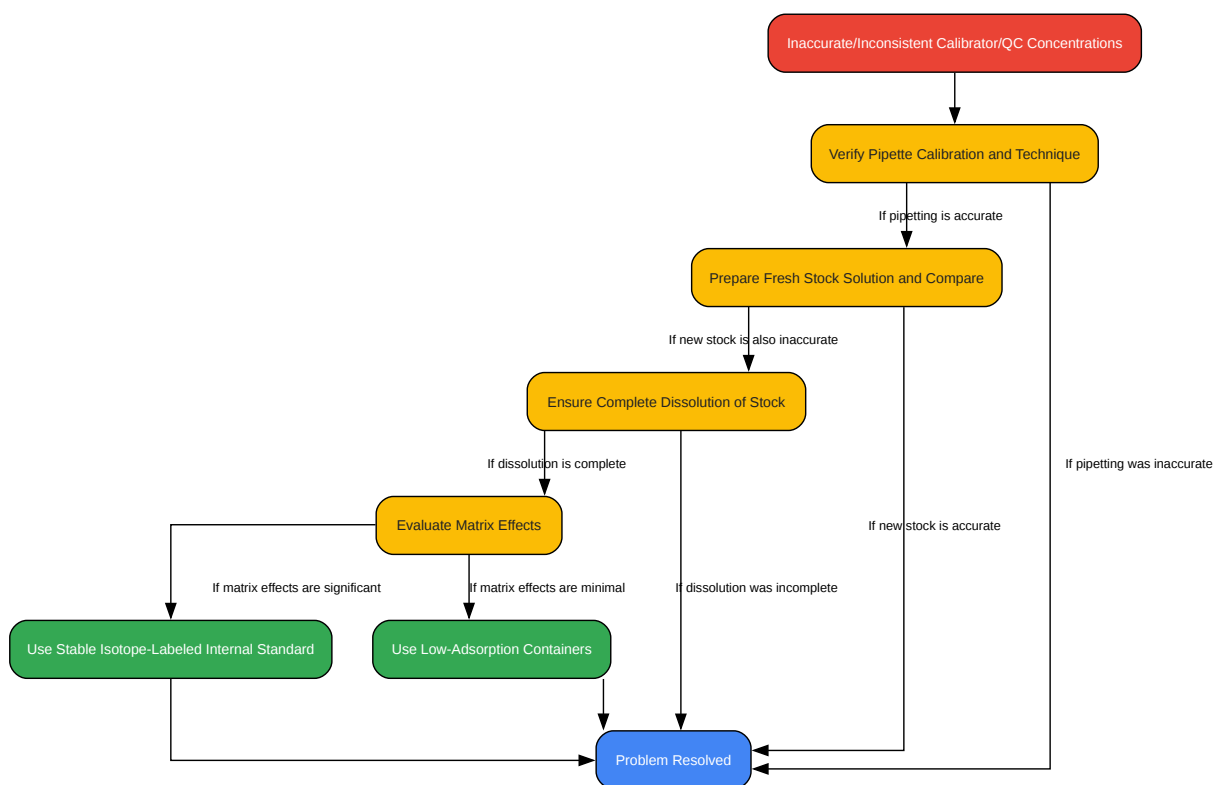 Inaccurate/Inconsistent Calibrator/QC Concentrations
Verify Pipette Calibration and Technique
If pipetting is accurate
Prepare Fresh Stock Solution and Compare
If new stock is also inaccurate
Ensure Complete Dissolution of Stock
If dissolution is complete
If pipetting was inaccurate
Evaluate Matrix Effects
If new stock is accurate
If matrix effects are significant
If matrix effects are minimal
If dissolution was incomplete
Use Stable Isotope-Labeled Internal Standard
Use Low-Adsorption Containers
Problem Resolved